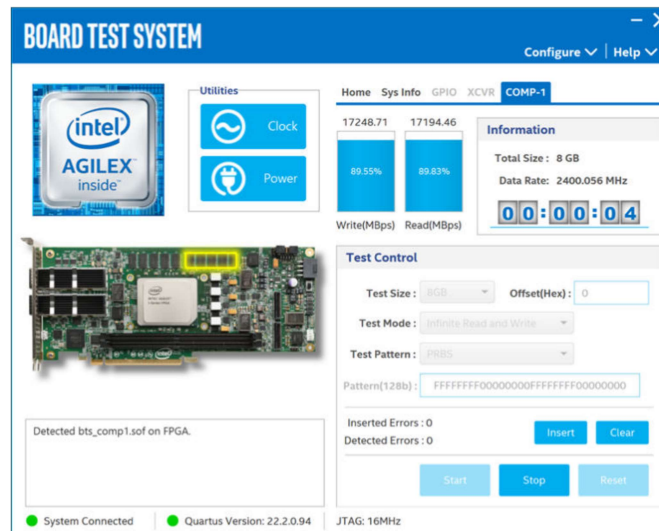 BOARD TEST SYSTEM
Configure
Help
intel
AGILEX
inside
Utilities
Clock
Power
Home Sys Info GPIO XCVR COMP-1
17248.71 17194.46
89.55% 89.83%
Write(MBps) Read(MBps)
Information
Total Size : 8 GB
Data Rate: 2400.056 MHz
00:00:04
Test Control
Test Size : 8GB Offset(Hex) : 0
Test Mode : Infinite Read and Write
Test Pattern : PRBS
Pattern(128b) : FFFFFFFF00000000FFFFFFFF00000000
Inserted Errors : 0
Detected Errors : 0
Insert Clear
Start Stop Reset
Detected bts_comp1.sof on FPGA.
System Connected Quartus Version: 22.2.0.94 JTAG: 16MHz